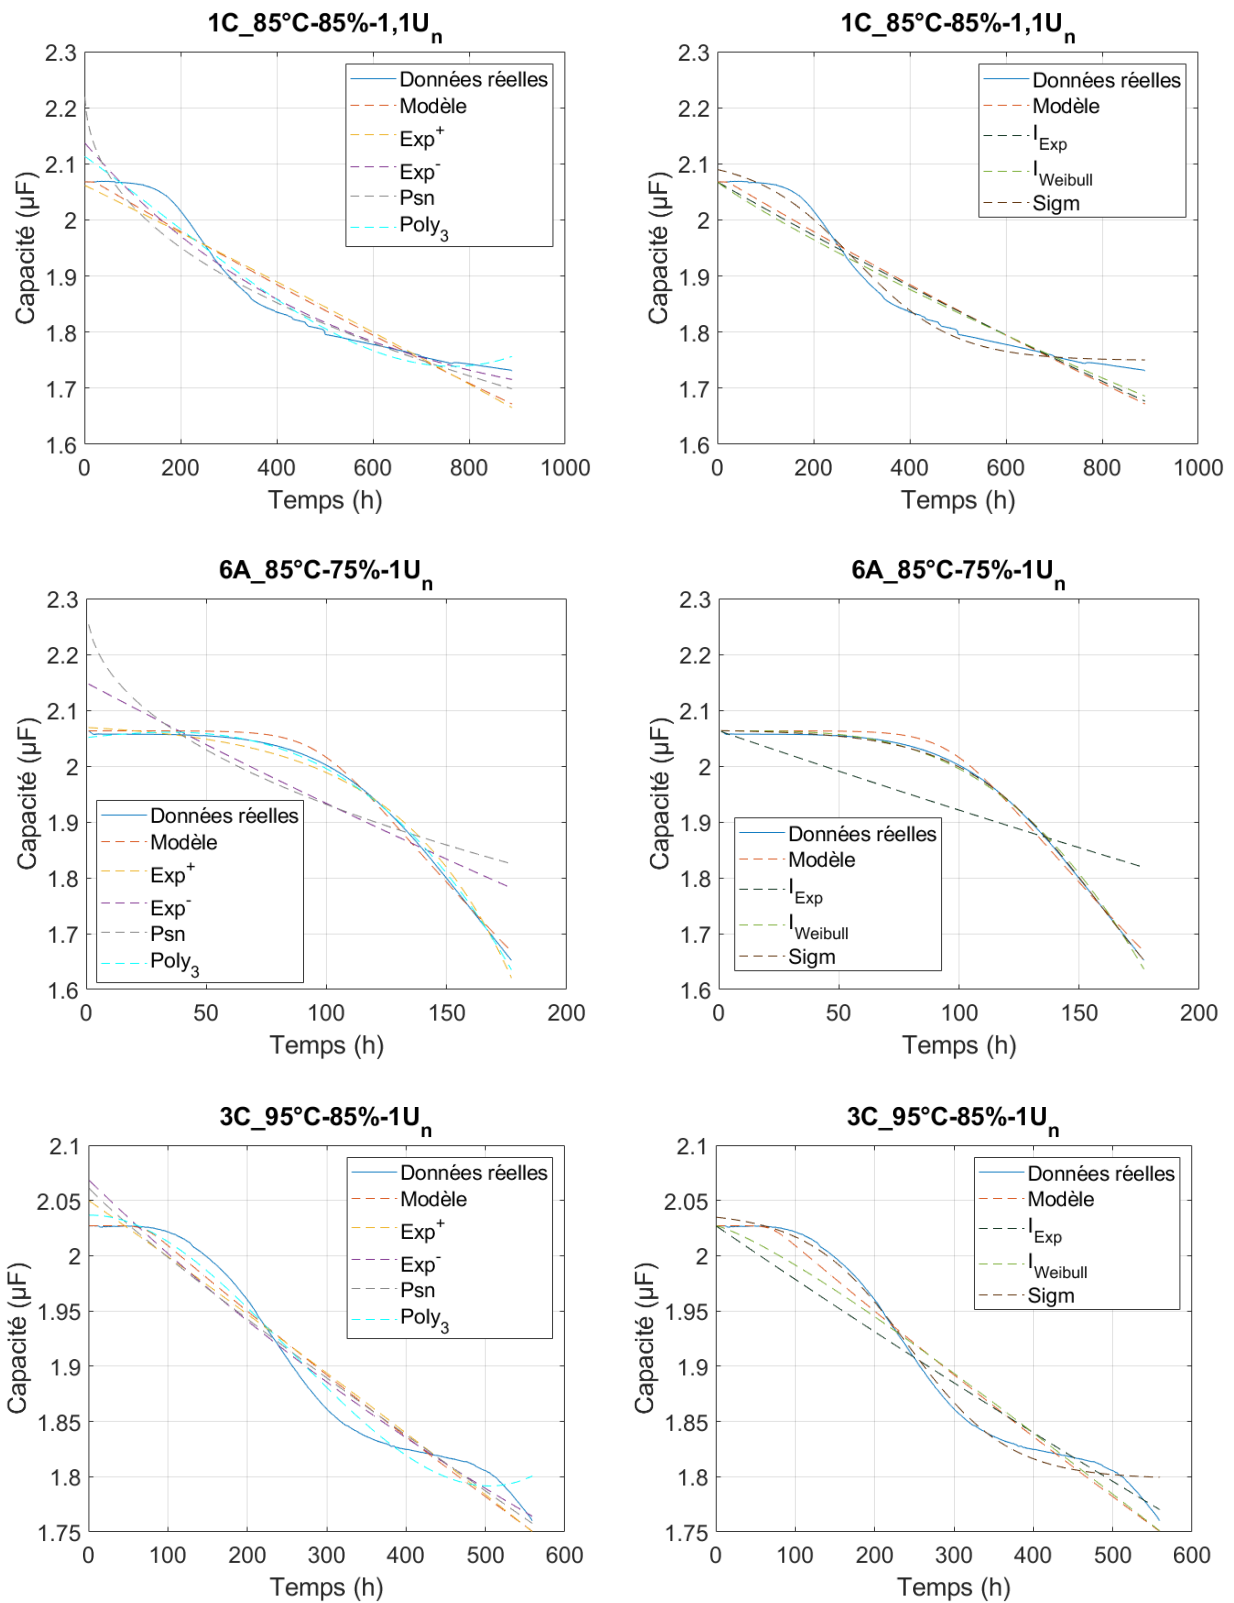 1C_85°C-85%-1,1Un
2.3
2.2
2.1
2
1.9
1.8
1.7
1.6
Capacité (µF)
0 200 400 600 800 1000
Temps (h)
Données réelles
Modèle
Exp+
Exp-
Psn
Poly3
1C_85°C-85%-1,1Un
2.3
2.2
2.1
2
1.9
1.8
1.7
1.6
Capacité (µF)
0 200 400 600 800 1000
Temps (h)
Données réelles
Modèle
IExp
IWeibull
Sigm
6A_85°C-75%-1Un
2.3
2.2
2.1
2
1.9
1.8
1.7
1.6
Capacité (µF)
0 50 100 150 200
Temps (h)
Données réelles
Modèle
Exp+
Exp-
Psn
Poly3
6A_85°C-75%-1Un
2.3
2.2
2.1
2
1.9
1.8
1.7
1.6
Capacité (µF)
0 50 100 150 200
Temps (h)
Données réelles
Modèle
IExp
IWeibull
Sigm
3C_95°C-85%-1Un
2.1
2.05
2
1.95
1.9
1.85
1.8
1.75
Capacité (µF)
0 100 200 300 400 500 600
Temps (h)
Données réelles
Modèle
Exp+
Exp-
Psn
Poly3
3C_95°C-85%-1Un
2.1
2.05
2
1.95
1.9
1.85
1.8
1.75
Capacité (µF)
0 100 200 300 400 500 600
Temps (h)
Données réelles
Modèle
IExp
IWeibull
Sigm